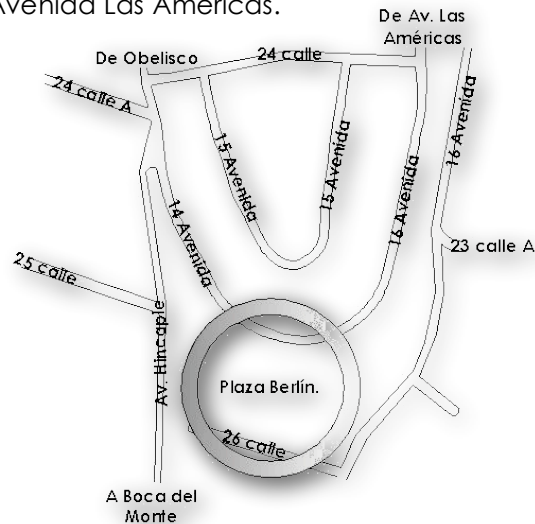 Avenida Las Américas.
De Av. Las
Américas
De Obelisco
24 calle
24 calle A
16 Avenida
15 Avenida
15 Avenida
14 Avenida
16 Avenida
23 calle A
25 calle
Av. Hincapie
Plaza Berlín.
26 calle
A Boca del
Monte